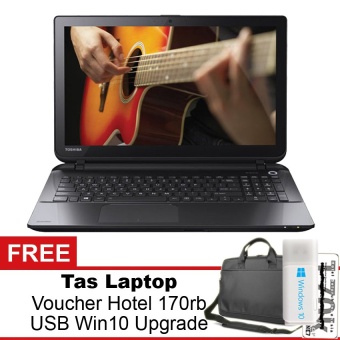 TOSHIBA
FREE
Tas Laptop
Voucher Hotel 170rb
USB Win10 Upgrade
Windows 10